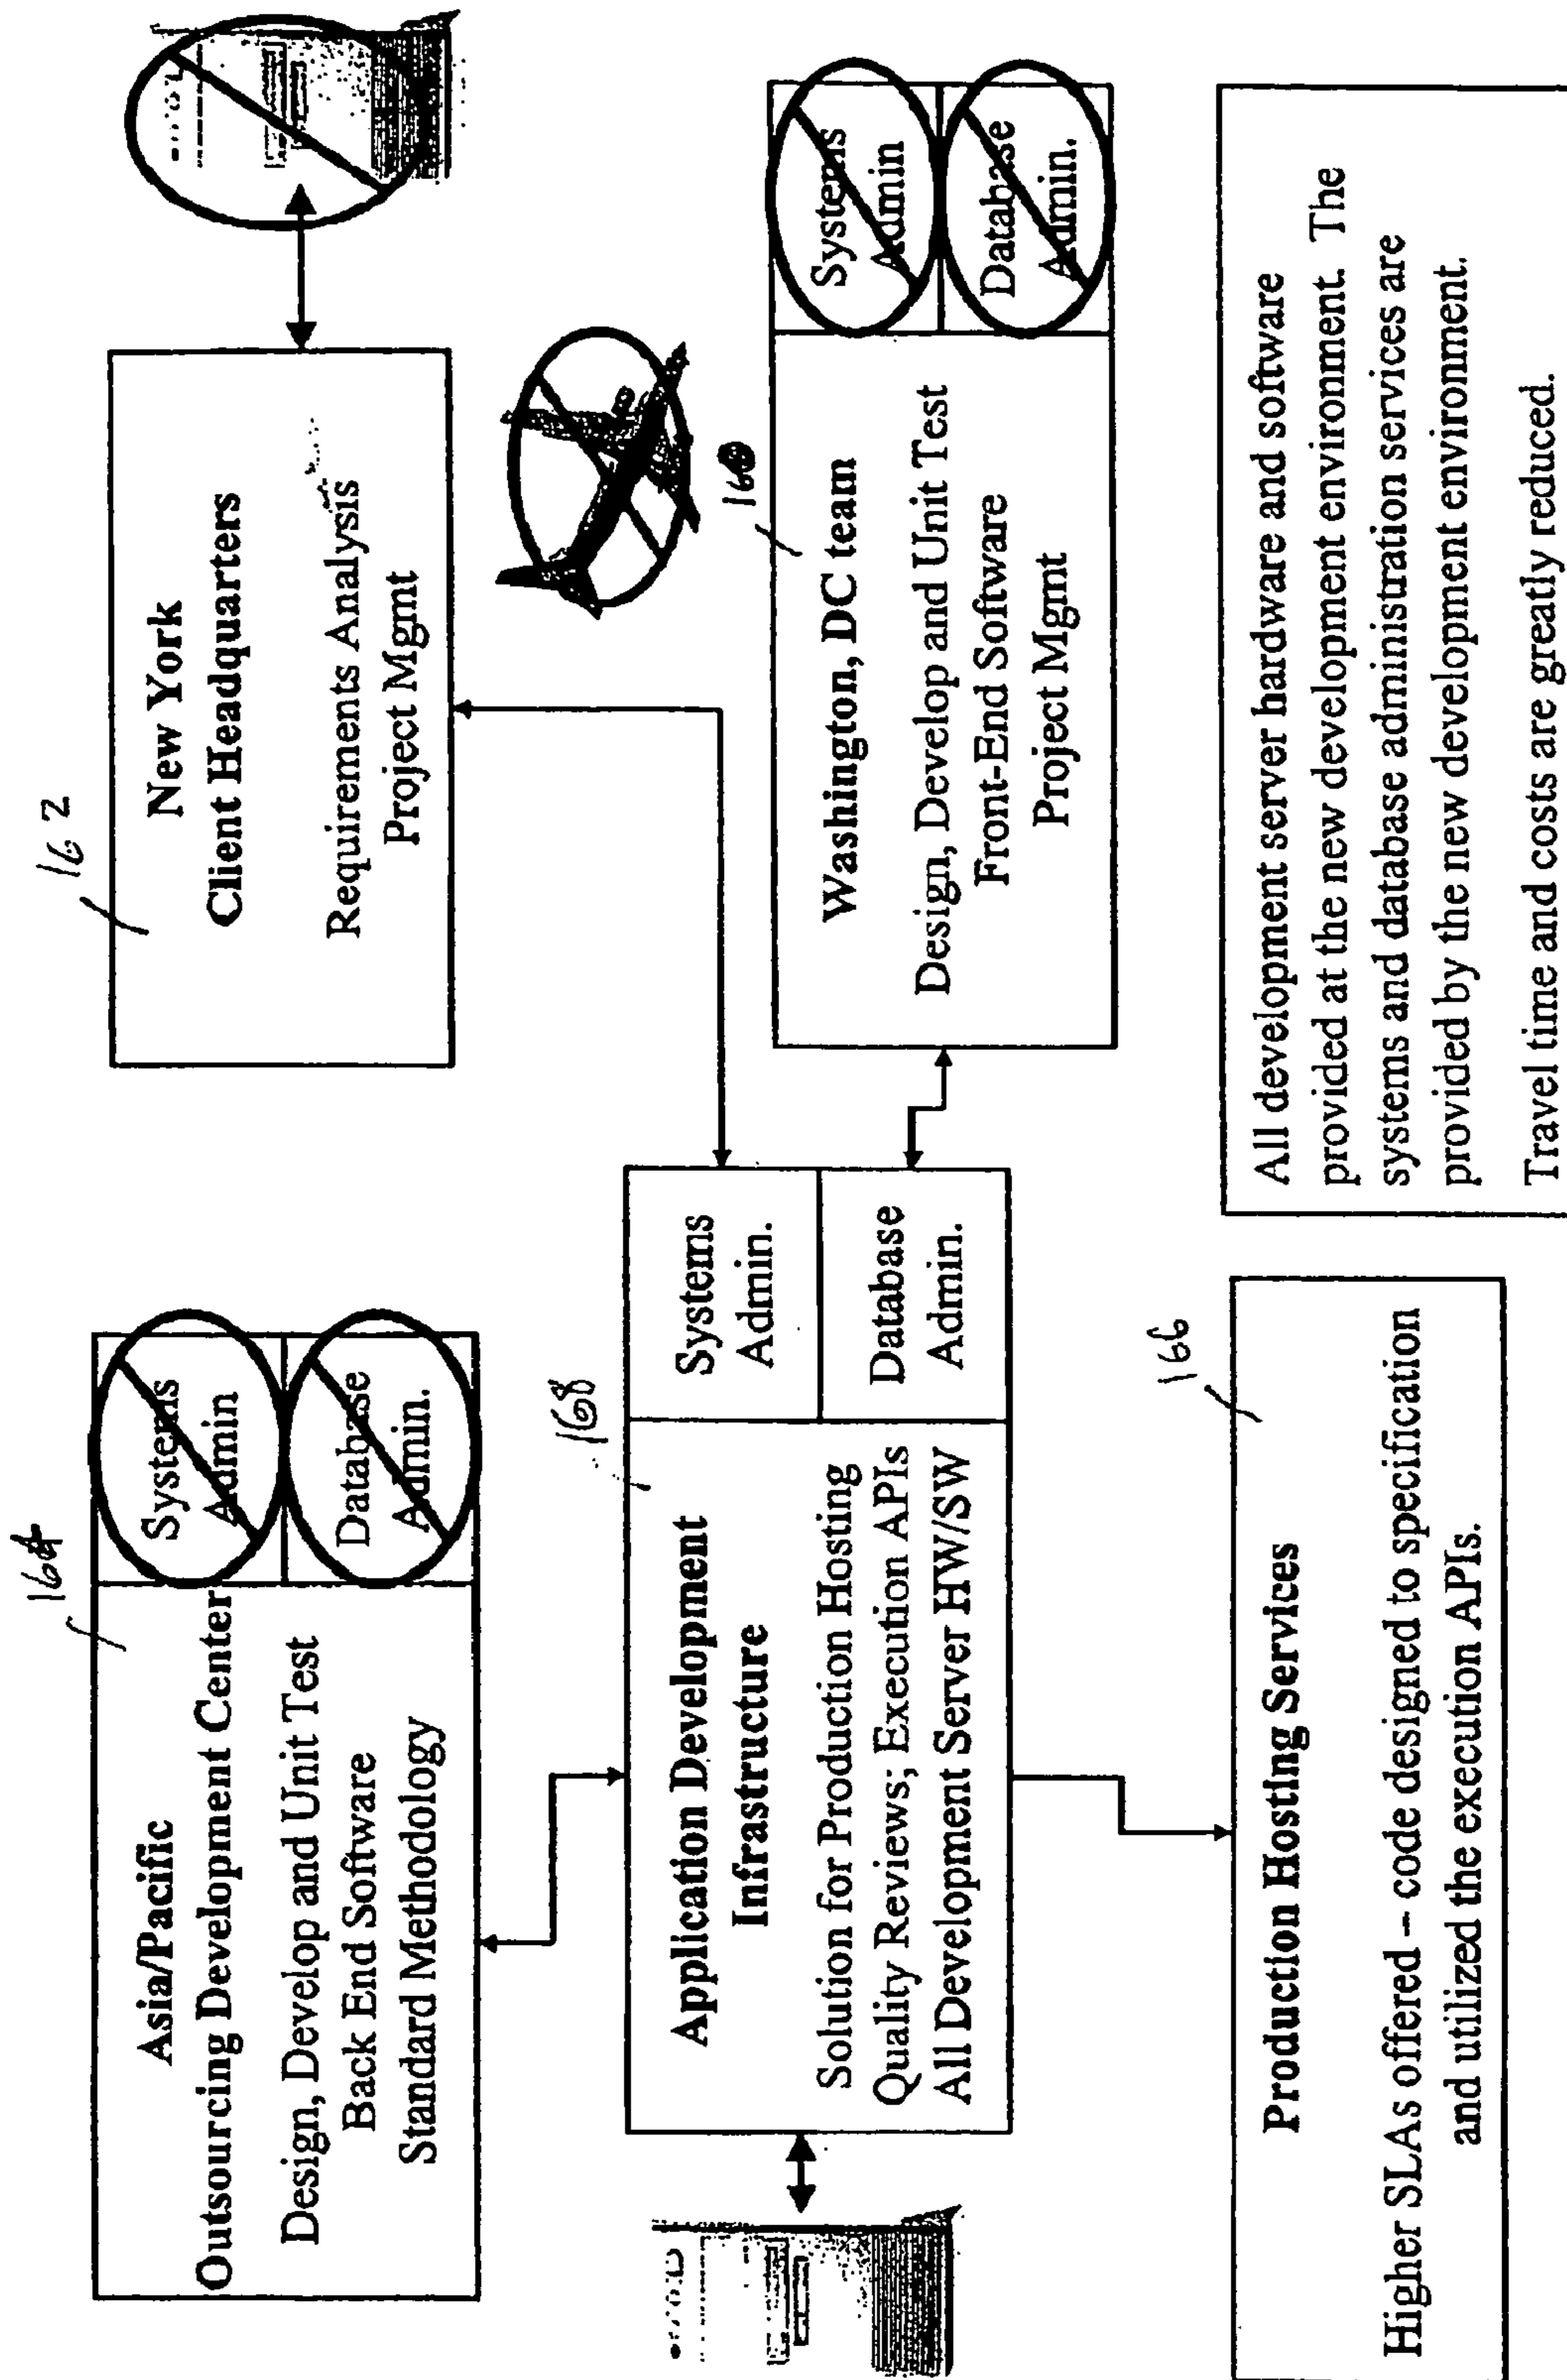 164
Asia/Pacific
Outsourcing Development Center
Design, Develop and Unit Test
Back End Software
Standard Methodology
Systems
Admin
Database
Admin.
162
New York
Client Headquarters
Requirements Analysis
Project Mgmt
168
Application Development
Infrastructure
Solution for Production Hosting
Quality Reviews; Execution APIs
All Development Server HW/SW
Systems
Admin.
Database
Admin.
Washington, DC team
Design, Develop and Unit Test
Front-End Software
Project Mgmt
Systems
Admin
Database
Admin.
166
Production Hosting Services
Higher SLAs offered – code designed to specification
and utilized the execution APIs.
All development server hardware and software
provided at the new development environment. The
systems and database administration services are
provided by the new development environment.
Travel time and costs are greatly reduced.